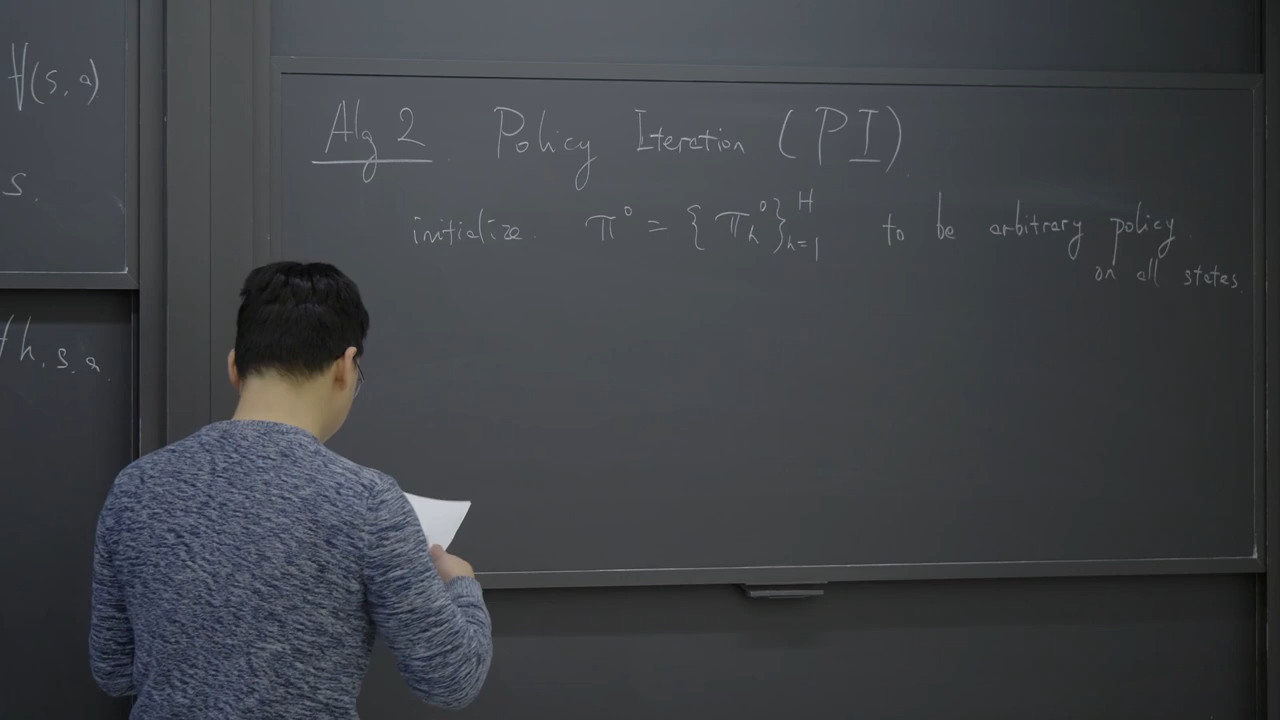 ∀(s,a)
s.
∀h,s,a.
Alg 2 Policy Iteration (PI)
initialize. π⁰ = {π_h⁰}_{h=1}^H to be arbitrary policy
on all states.